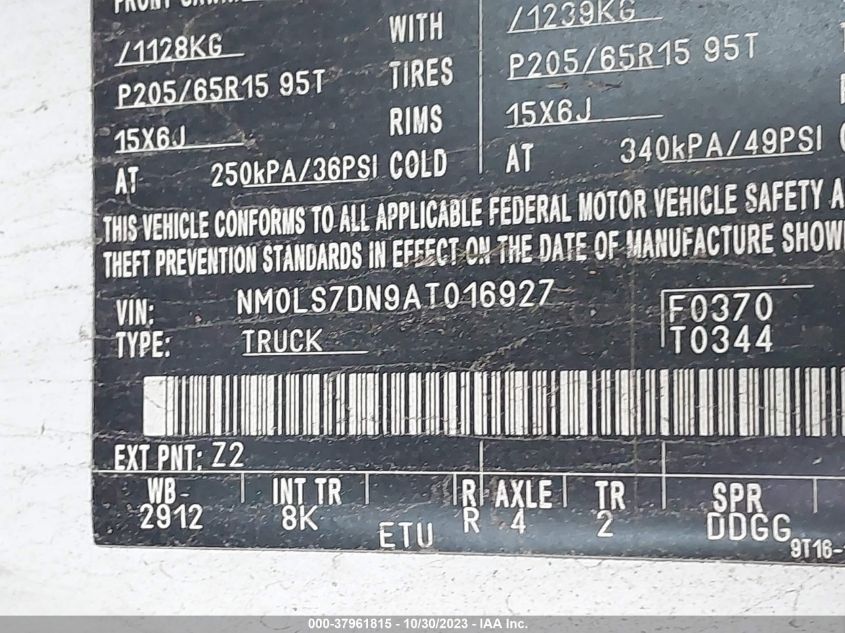 /1128KG WITH /1239KG
P205/65R15 95T TIRES P205/65R15 95T
15X6J RIMS 15X6J
AT 250kPA/36PSI COLD AT 340kPA/49PSI
THIS VEHICLE CONFORMS TO ALL APPLICABLE FEDERAL MOTOR VEHICLE SAFETY A
THEFT PREVENTION STANDARDS IN EFFECT ON THE DATE OF MANUFACTURE SHOW
VIN: NM0LS7DN9AT016927 F0370
TYPE: TRUCK T0344
EXT PNT: Z2
WB INT TR R AXLE TR SPR
2912 8K R 4 2 DDGG
ETU 9T16-
000-37961815 - 10/30/2023 - IAA Inc.